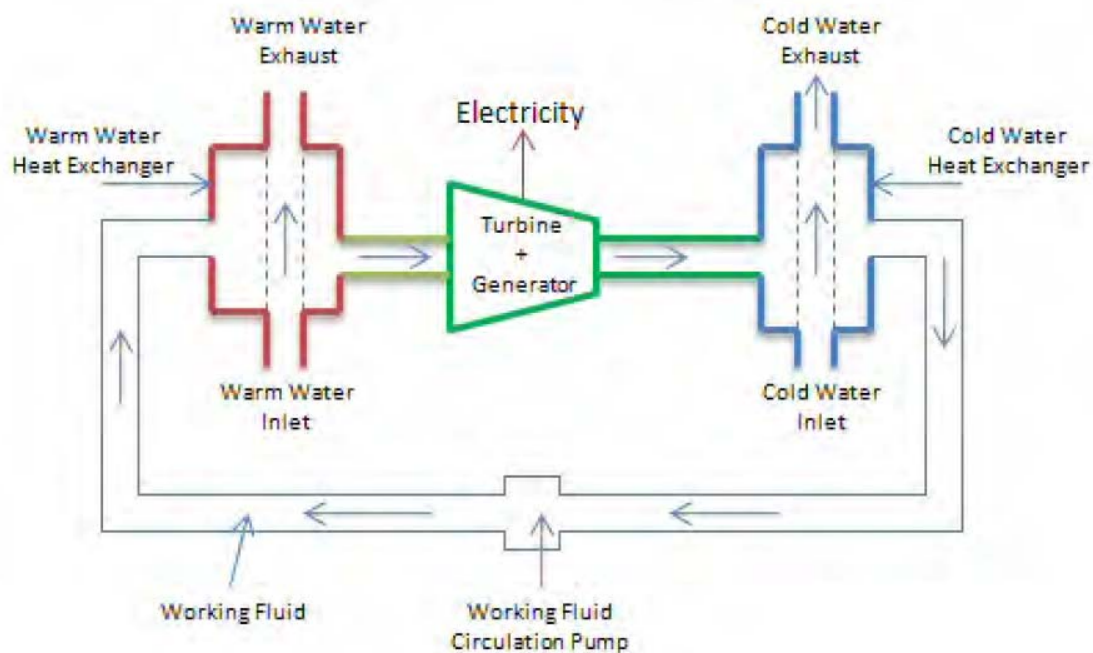 Warm Water
Exhaust
Cold Water
Exhaust
Electricity
Warm Water
Heat Exchanger
Cold Water
Heat Exchanger
Turbine
+
Generator
Warm Water
Inlet
Cold Water
Inlet
Working Fluid
Working Fluid
Circulation Pump